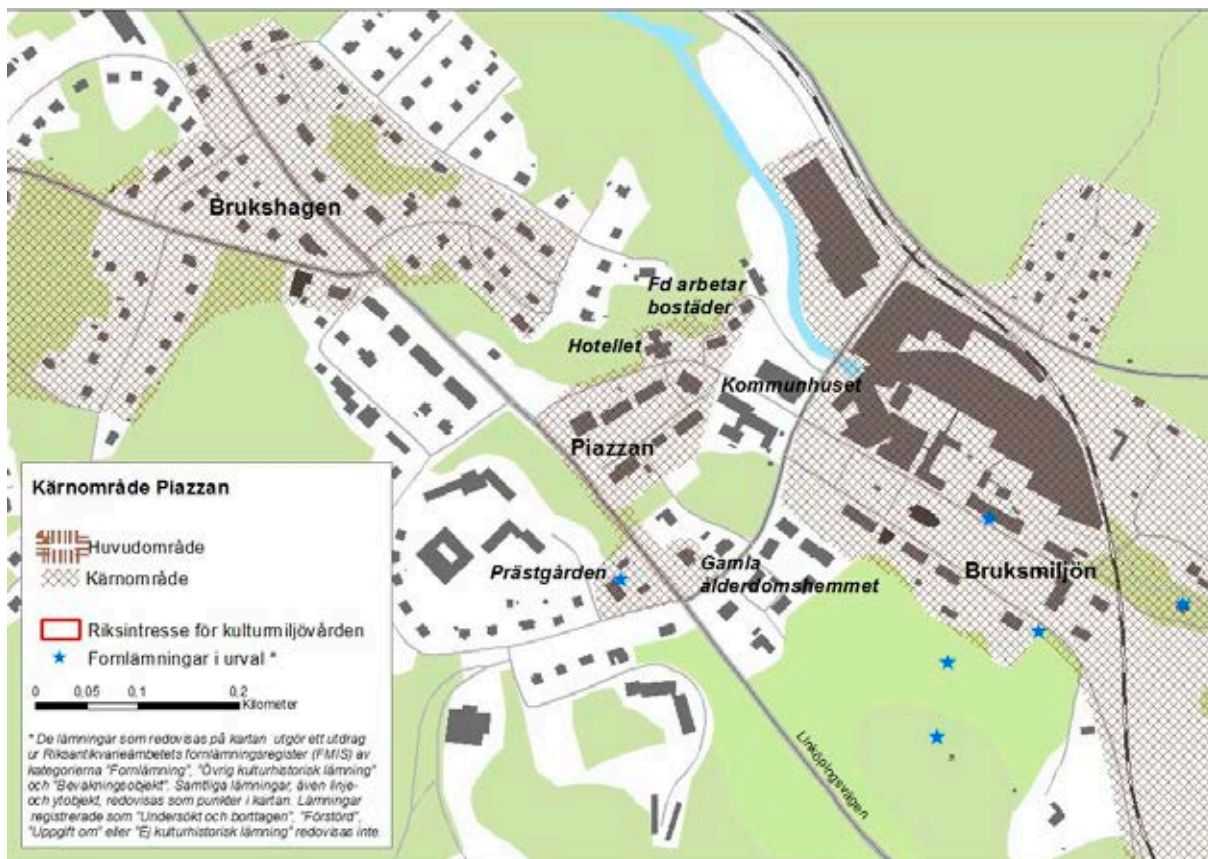 Brukshagen
Fd arbetar
bostäder
Hotellet
Kommunhuset
Piazzan
Prästgården
Gamla
ålderdomshemmet
Bruksmiljön
Linköpingsvägen
Kärnområde Piazzan
Huvudområde
Kärnområde
Riksintresse för kulturmiljövården
Fornlämningar i urval *
0 0,05 0,1 0,2
Kilometer
* De lämningar som redovisas på kartan utgör ett utdrag
ur Riksantikvarieämbetets fornlämningsregister (FMIS) av
kategorierna "Fornlämning", "Övrig kulturhistorisk lämning"
och "Bevakningsobjekt". Samtliga lämningar, även linje-
och ytobjekt, redovisas som punkter i kartan. Lämningar
registrerade som "Undersökt och borttagen", "Förstörd",
"Uppgift om" eller "Ej kulturhistorisk lämning" redovisas inte.